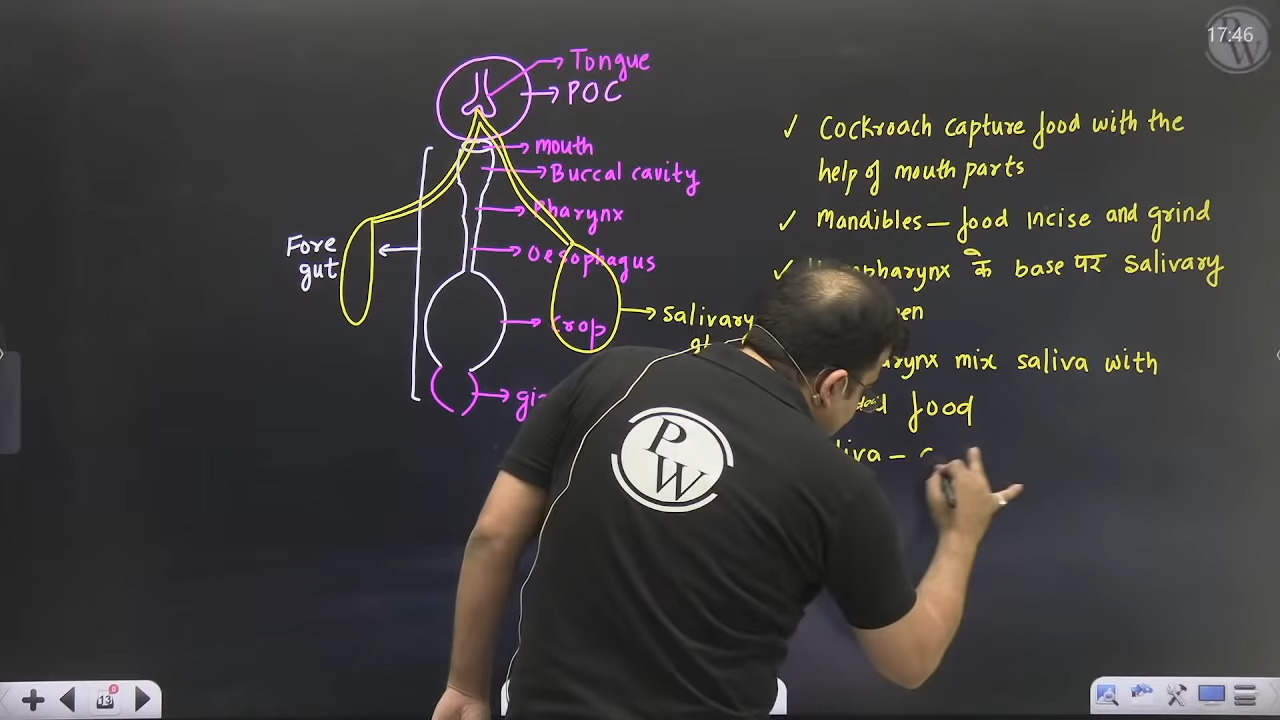 17:46
PW
Tongue
POC
mouth
Buccal cavity
Pharynx
Oesophagus
Crop
Fore
gut
Salivary
Cockroach capture food with the
help of mouth parts
Mandibles – food incise and grind
के base पर Salivary
mix saliva with
food
PW
13